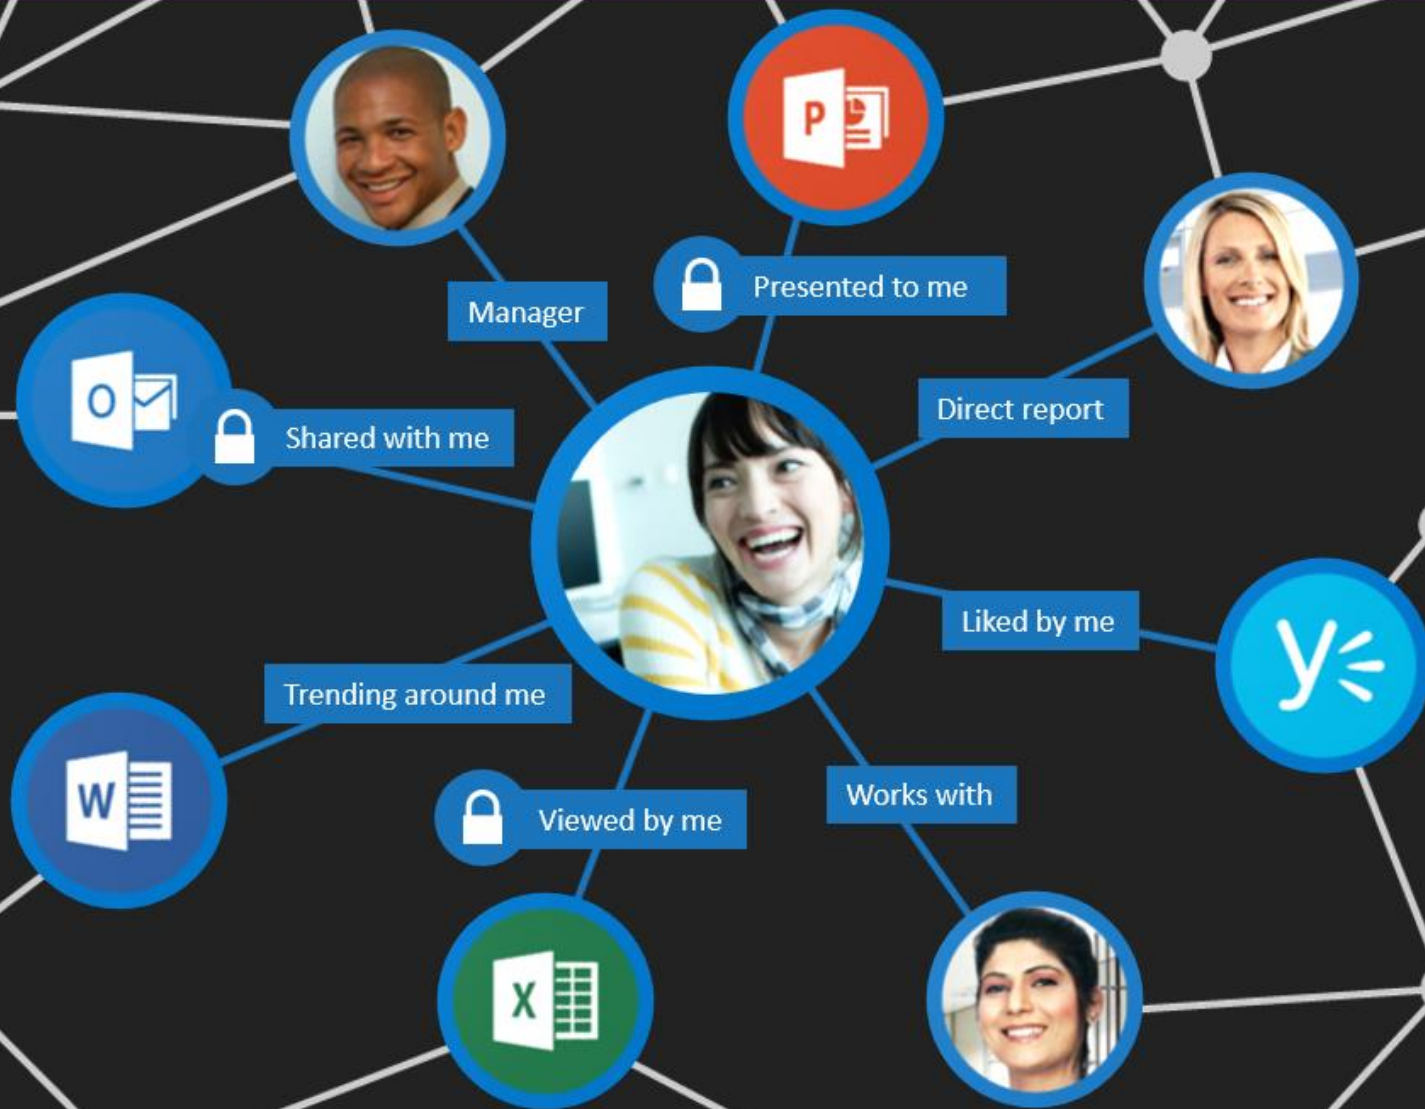 P
Presented to me
Manager
Direct report
O
Shared with me
Liked by me
y
Trending around me
W
Works with
Viewed by me
X